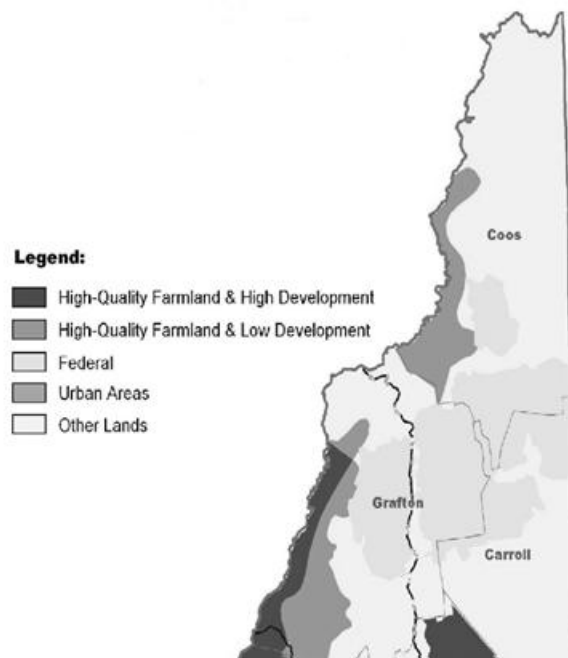 Coos
Legend:
High-Quality Farmland & High Development
High-Quality Farmland & Low Development
Federal
Urban Areas
Other Lands
Grafton
Carroll